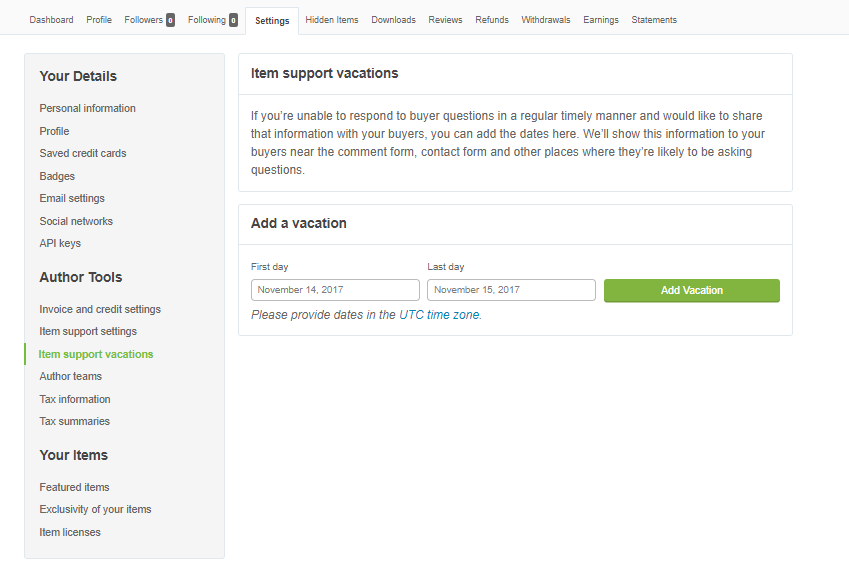 Dashboard Profile Followers 0 Following 0 Settings Hidden Items Downloads Reviews Refunds Withdrawals Earnings Statements
Your Details
Personal information
Profile
Saved credit cards
Badges
Email settings
Social networks
API keys
Author Tools
Invoice and credit settings
Item support settings
Item support vacations
Author teams
Tax information
Tax summaries
Your Items
Featured items
Exclusivity of your items
Item licenses
Item support vacations
If you’re unable to respond to buyer questions in a regular timely manner and would like to share
that information with your buyers, you can add the dates here. We’ll show this information to your
buyers near the comment form, contact form and other places where they’re likely to be asking
questions.
Add a vacation
First day Last day
November 14, 2017 November 15, 2017 Add Vacation
Please provide dates in the UTC time zone.